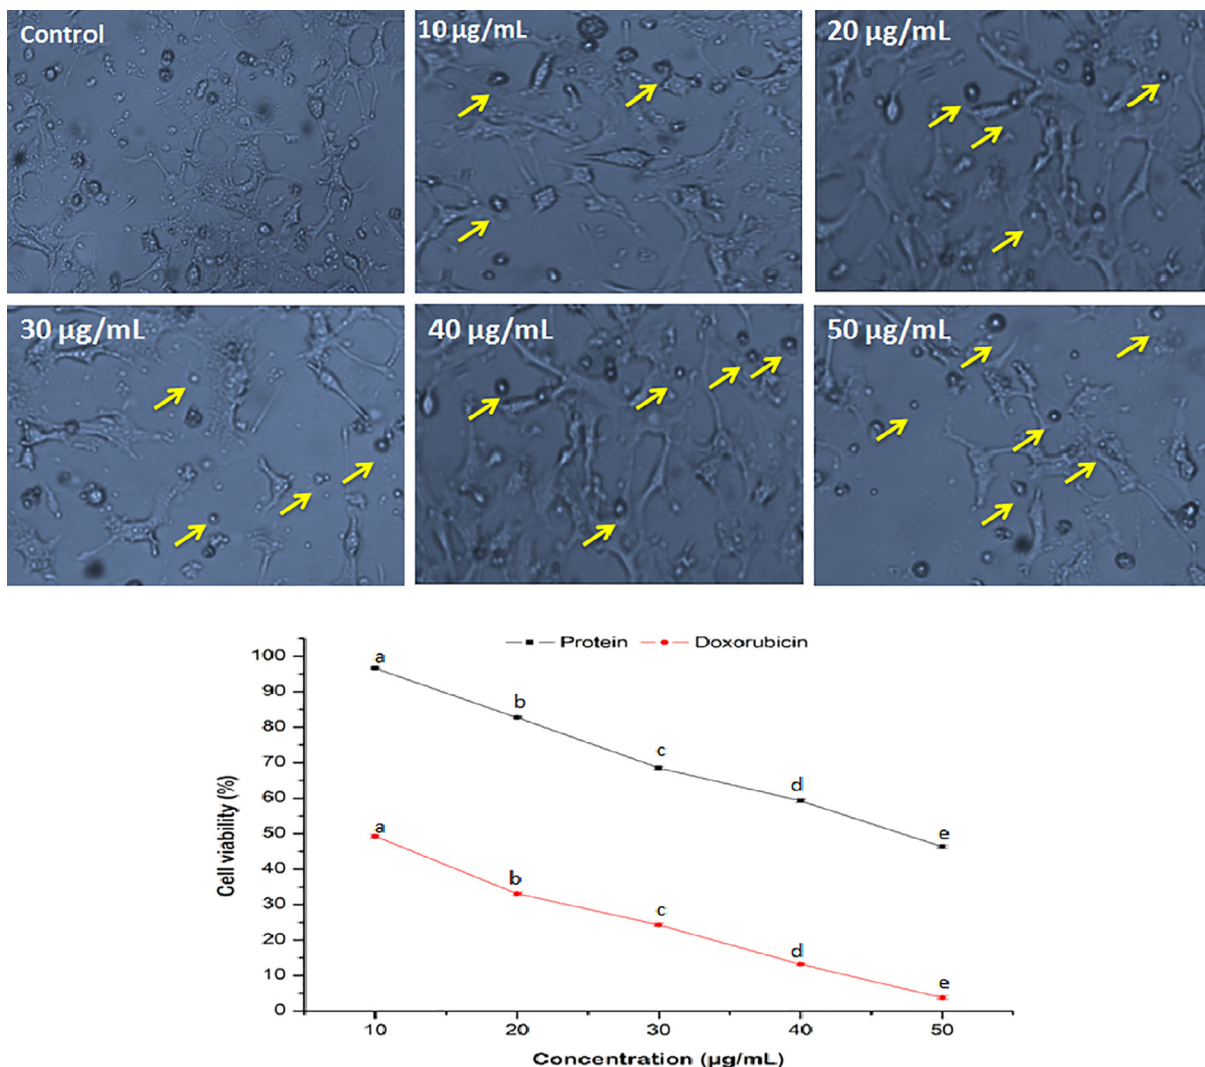 Control
10 µg/mL
20 µg/mL
30 µg/mL
40 µg/mL
50 µg/mL
Protein
Doxorubicin
100
90
80
70
60
50
40
30
20
10
0
Cell viability (%)
a
b
c
d
e
a
b
c
d
e
10 20 30 40 50
Concentration (µg/mL)